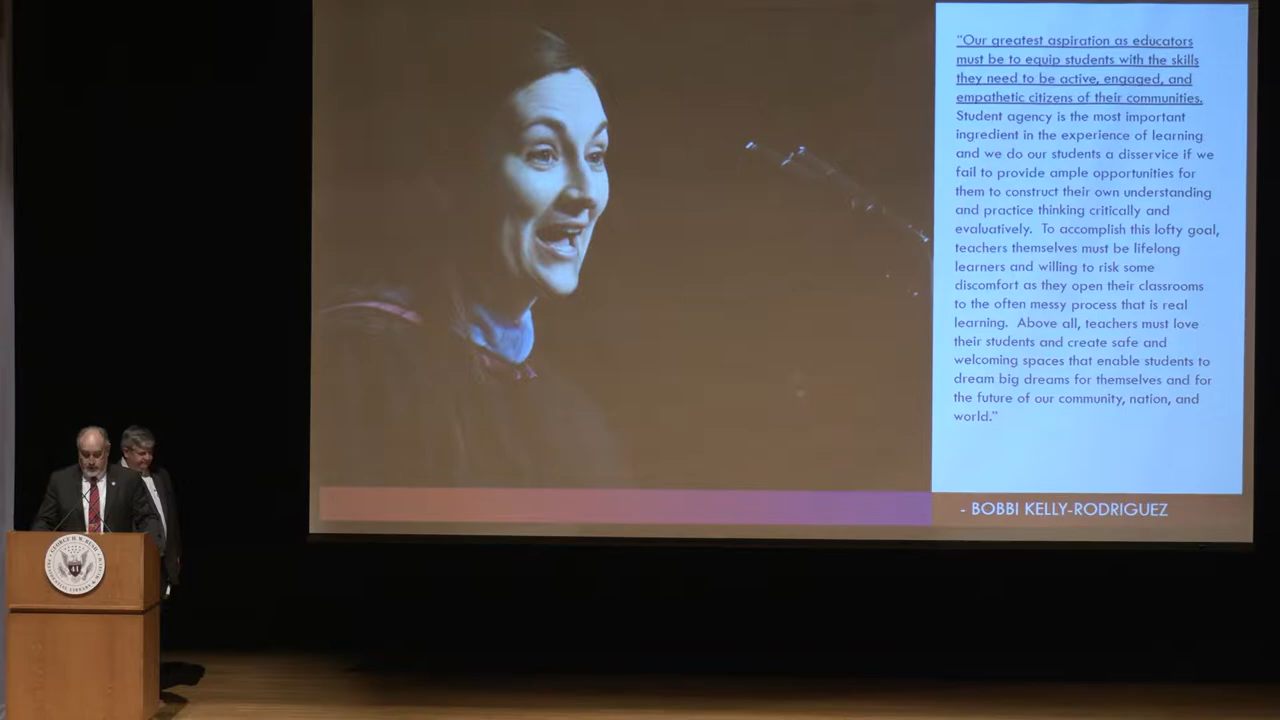 "Our greatest aspiration as educators
must be to equip students with the skills
they need to be active, engaged, and
empathetic citizens of their communities.
Student agency is the most important
ingredient in the experience of learning
and we do our students a disservice if we
fail to provide ample opportunities for
them to construct their own understanding
and practice thinking critically and
evaluatively.  To accomplish this lofty goal,
teachers themselves must be lifelong
learners and willing to risk some
discomfort as they open their classrooms
to the often messy process that is real
learning.  Above all, teachers must love
their students and create safe and
welcoming spaces that enable students to
dream big dreams for themselves and for
the future of our community, nation, and
world."
- BOBBI KELLY-RODRIGUEZ
GEORGE H. W. BUSH
41
PRESIDENTIAL LIBRARY & MUSEUM